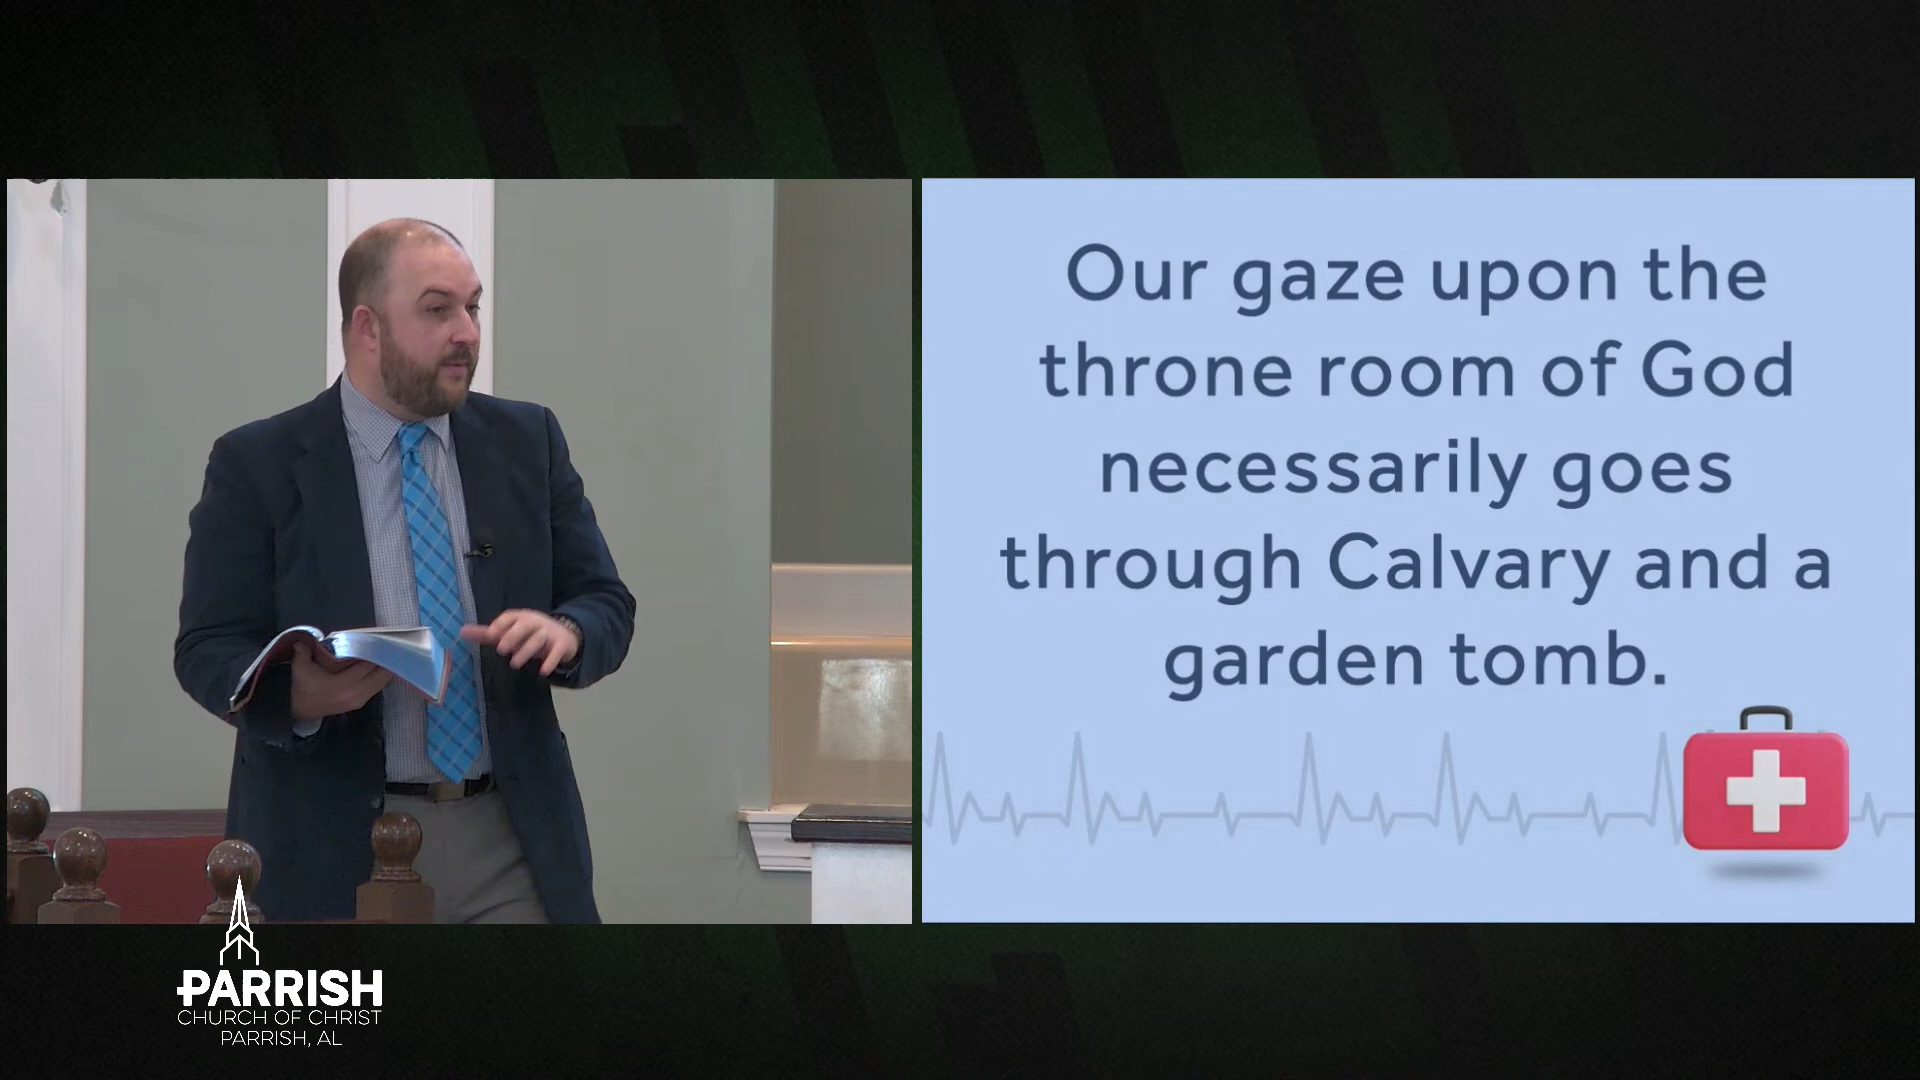 Our gaze upon the
throne room of God
necessarily goes
through Calvary and a
garden tomb.
PARRISH
CHURCH OF CHRIST
PARRISH, AL